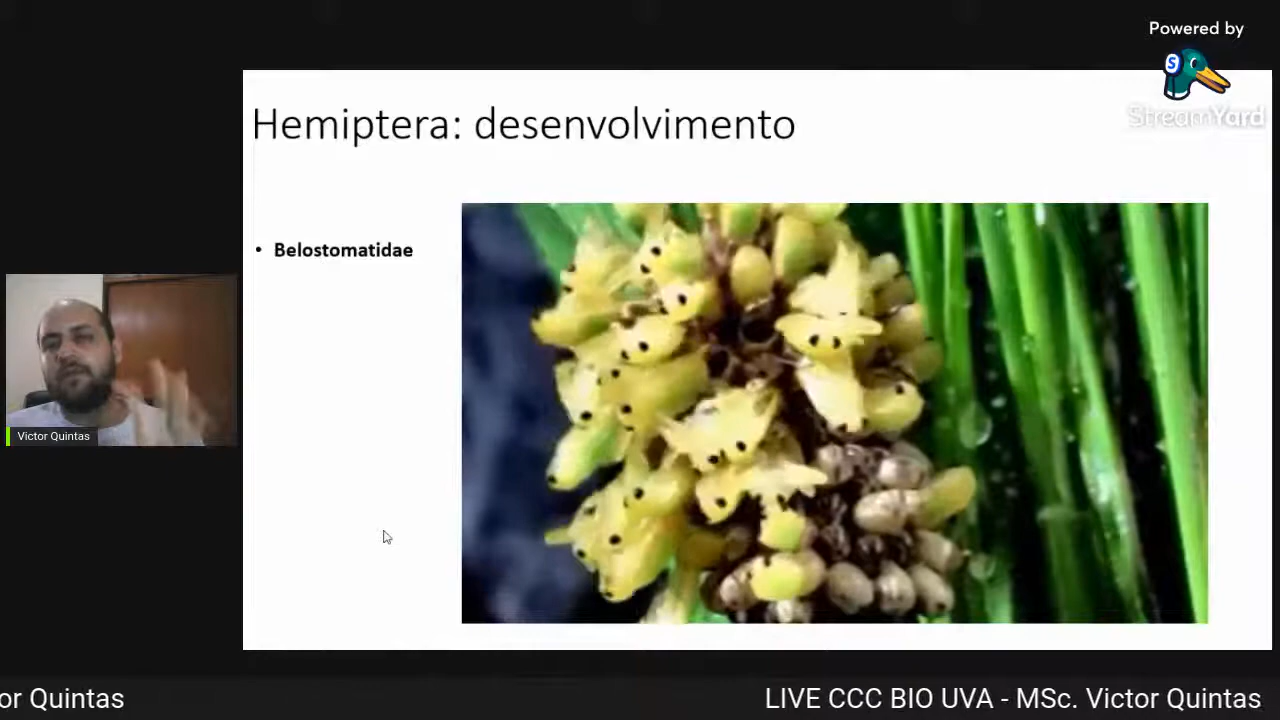 Powered by
S
StreamYard
Hemiptera: desenvolvimento
• Belostomatidae
Victor Quintas
or Quintas
LIVE CCC BIO UVA - MSc. Victor Quintas